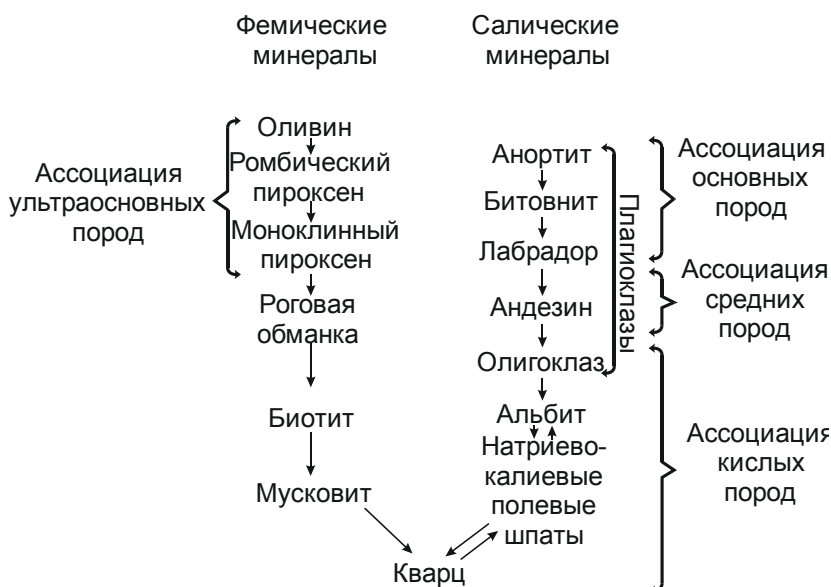 Фемические
минералы
Салические
минералы
Оливин
Ромбический
пироксен
Моноклинный
пироксен
Роговая
обманка
Биотит
Мусковит
Ассоциация
ультраосновных
пород
Анортит
Битовнит
Лабрадор
Андезин
Олигоклаз
Альбит
Натриево-
калиевые
полевые
шпаты
Кварц
Плагиоклазы
Ассоциация
основных
пород
Ассоциация
средних
пород
Ассоциация
кислых
пород